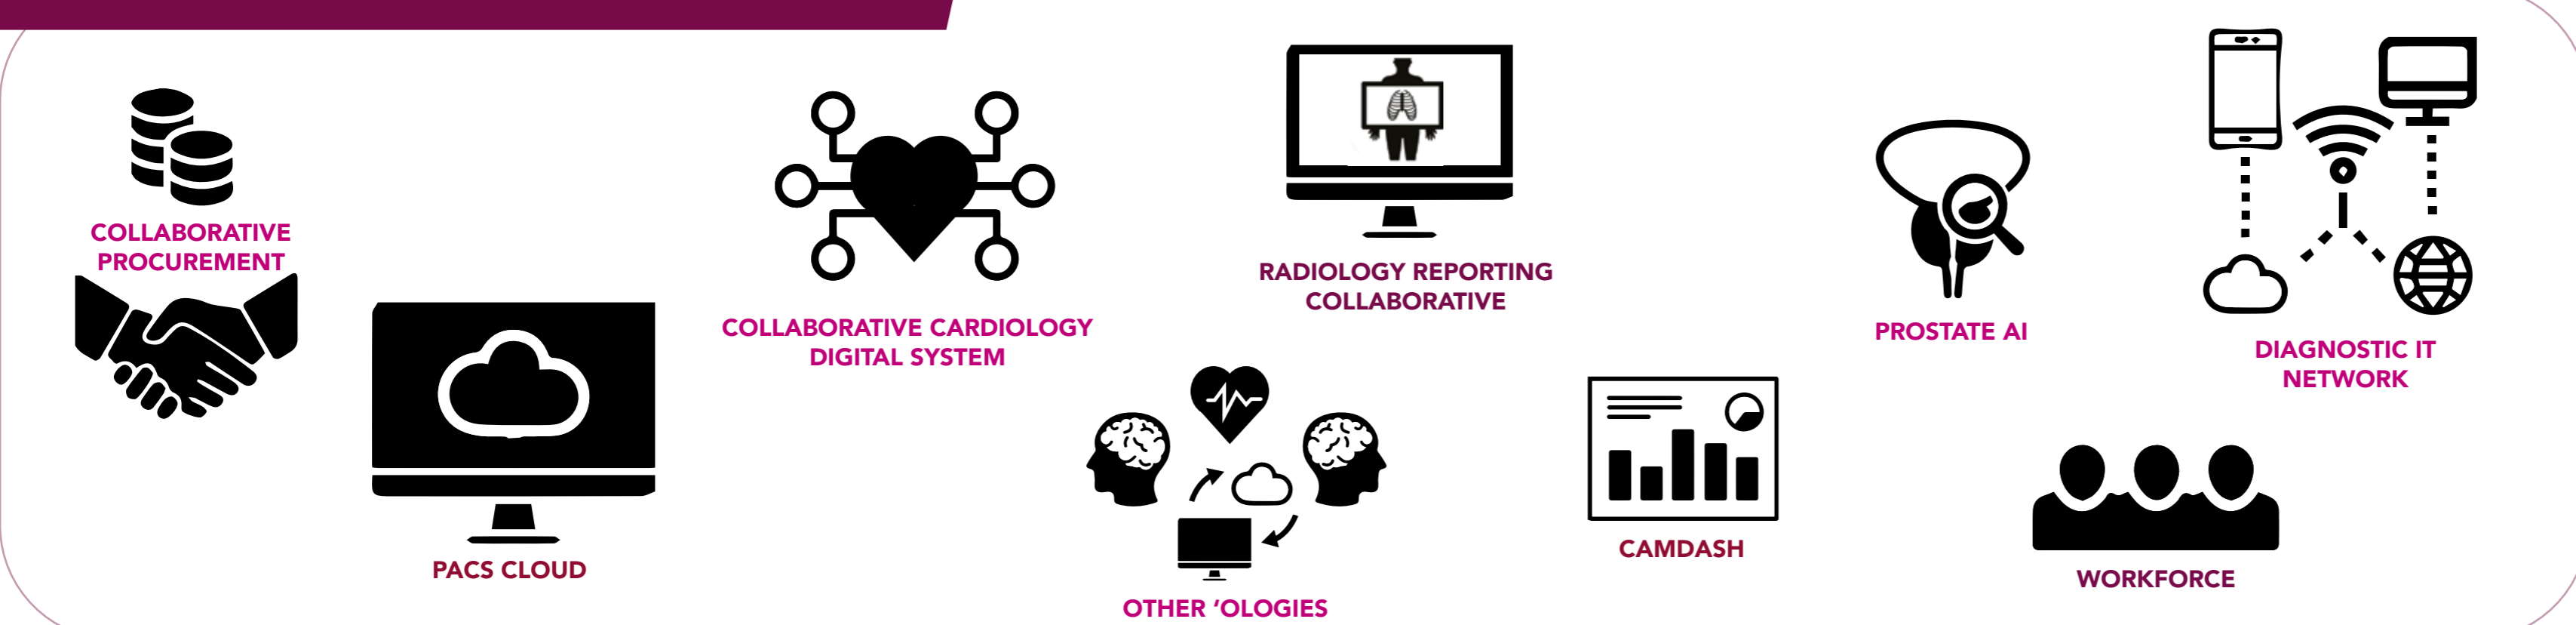 COLLABORATIVE
PROCUREMENT
PACS CLOUD
COLLABORATIVE CARDIOLOGY
DIGITAL SYSTEM
RADIOLOGY REPORTING
COLLABORATIVE
OTHER ‘OLOGIES
CAMDASH
PROSTATE AI
DIAGNOSTIC IT
NETWORK
WORKFORCE